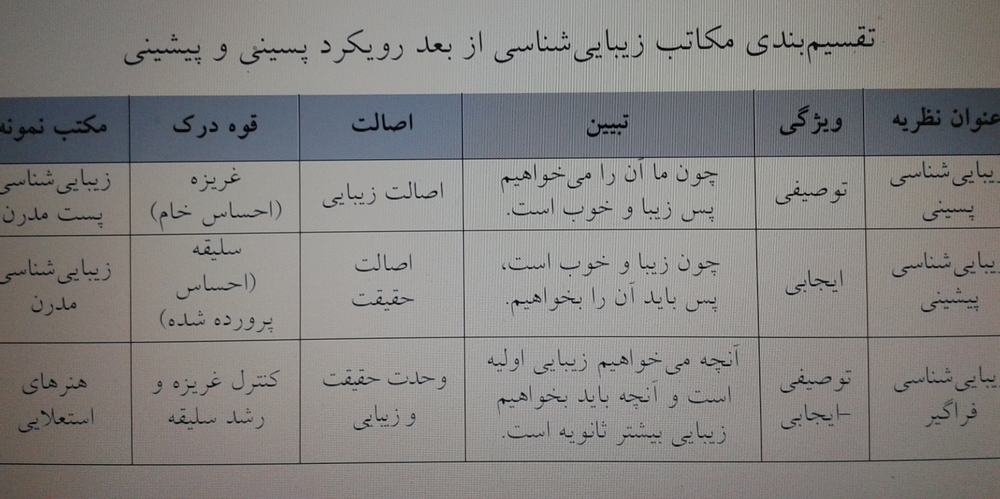 تقسیم‌بندی مکاتب زیبایی‌شناسی از بعد رویکرد پسینی و پیشینی
عنوان نظریه ویژگی تبیین اصالت قوه درک مکتب نمونه
زیبایی‌شناسی پسینی
توصیفی
چون ما آن را می‌خواهیم
پس زیبا و خوب است.
اصالت زیبایی
غریزه
(احساس خام)
زیبایی‌شناسی
پست مدرن
زیبایی‌شناسی
پیشینی
ایجابی
چون زیبا و خوب است،
پس باید آن را بخواهیم.
اصالت
حقیقت
سلیقه
(احساس
پرورده شده)
زیبایی‌شناسی
مدرن
زیبایی‌شناسی
فراگیر
توصیفی
-ایجابی
آنچه می‌خواهیم زیبایی اولیه
است و آنچه باید بخواهیم
زیبایی بیشتر ثانویه است.
وحدت حقیقت
و زیبایی
کنترل غریزه و
رشد سلیقه
هنرهای
استعلایی